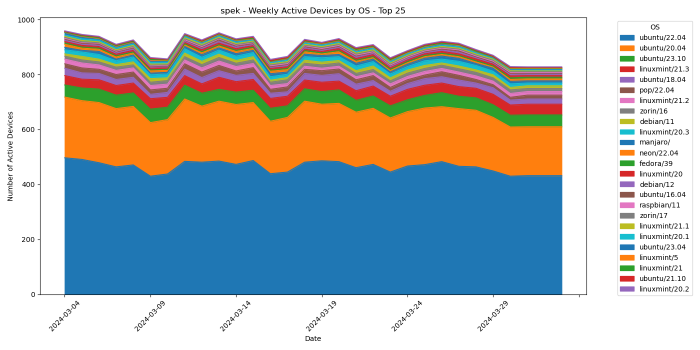 spek - Weekly Active Devices by OS - Top 25
Number of Active Devices
1000
800
600
400
200
0
2024-03-04
2024-03-09
2024-03-14
2024-03-19
2024-03-24
2024-03-29
Date
OS
ubuntu/22.04
ubuntu/20.04
ubuntu/23.10
linuxmint/21.3
ubuntu/18.04
pop/22.04
linuxmint/21.2
zorin/16
debian/11
linuxmint/20.3
manjaro/
neon/22.04
fedora/39
linuxmint/20
debian/12
ubuntu/16.04
raspbian/11
zorin/17
linuxmint/21.1
linuxmint/20.1
ubuntu/23.04
linuxmint/5
linuxmint/21
ubuntu/21.10
linuxmint/20.2